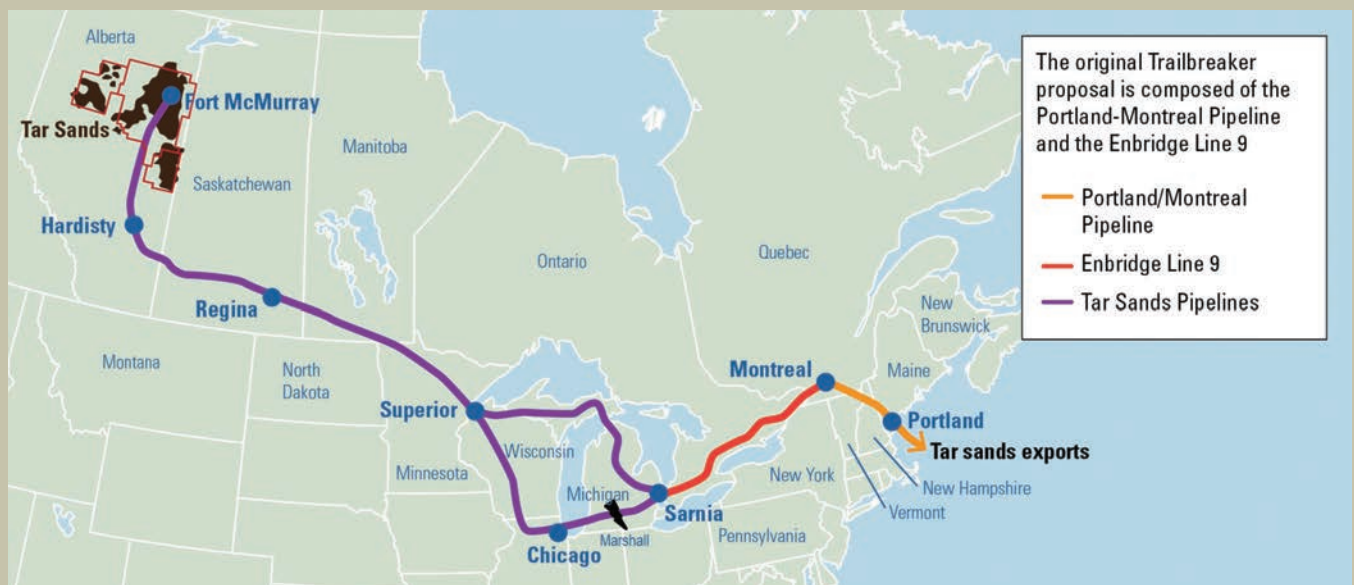 Alberta
Fort McMurray
Tar Sands
Manitoba
Saskatchewan
Hardisty
Regina
Ontario
Quebec
New
Brunswick
Montana
North
Dakota
Montreal
Maine
Superior
Portland
Tar sands exports
Wisconsin
Minnesota
Michigan
New York
New Hampshire
Sarnia
Vermont
Marshall
Pennsylvania
Chicago
The original Trailbreaker
proposal is composed of the
Portland-Montreal Pipeline
and the Enbridge Line 9
Portland/Montreal
Pipeline
Enbridge Line 9
Tar Sands Pipelines